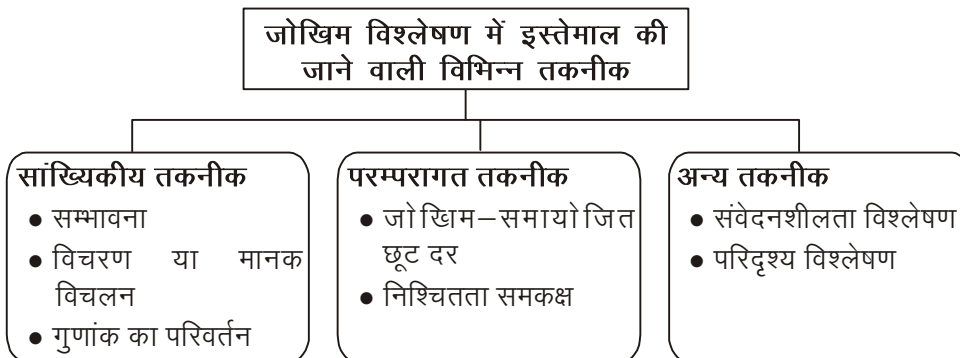 जोखिम विश्लेषण में इस्तेमाल की
जाने वाली विभिन्न तकनीक
सांख्यिकीय तकनीक
● सम्भावना
● विचरण या मानक
विचलन
● गुणांक का परिवर्तन
परम्परागत तकनीक
● जोखिम–समायोजित
छूट दर
● निश्चितता समकक्ष
अन्य तकनीक
● संवेदनशीलता विश्लेषण
● परिदृश्य विश्लेषण